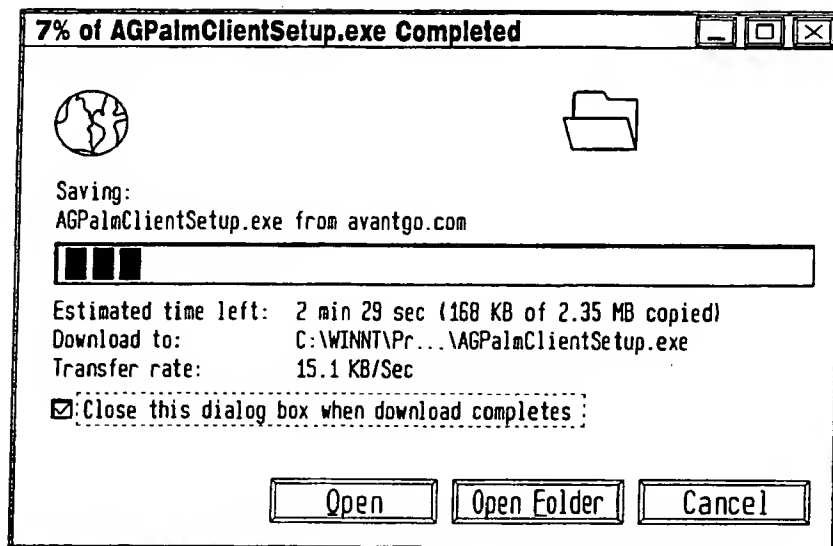 7% of AGPalmClientSetup.exe Completed
Saving:
AGPalmClientSetup.exe from avantgo.com
Estimated time left: 2 min 29 sec (168 KB of 2.35 MB copied)
Download to: C:\WINNT\Pr...\AGPalmClientSetup.exe
Transfer rate: 15.1 KB/Sec
Close this dialog box when download completes
Open Open Folder Cancel